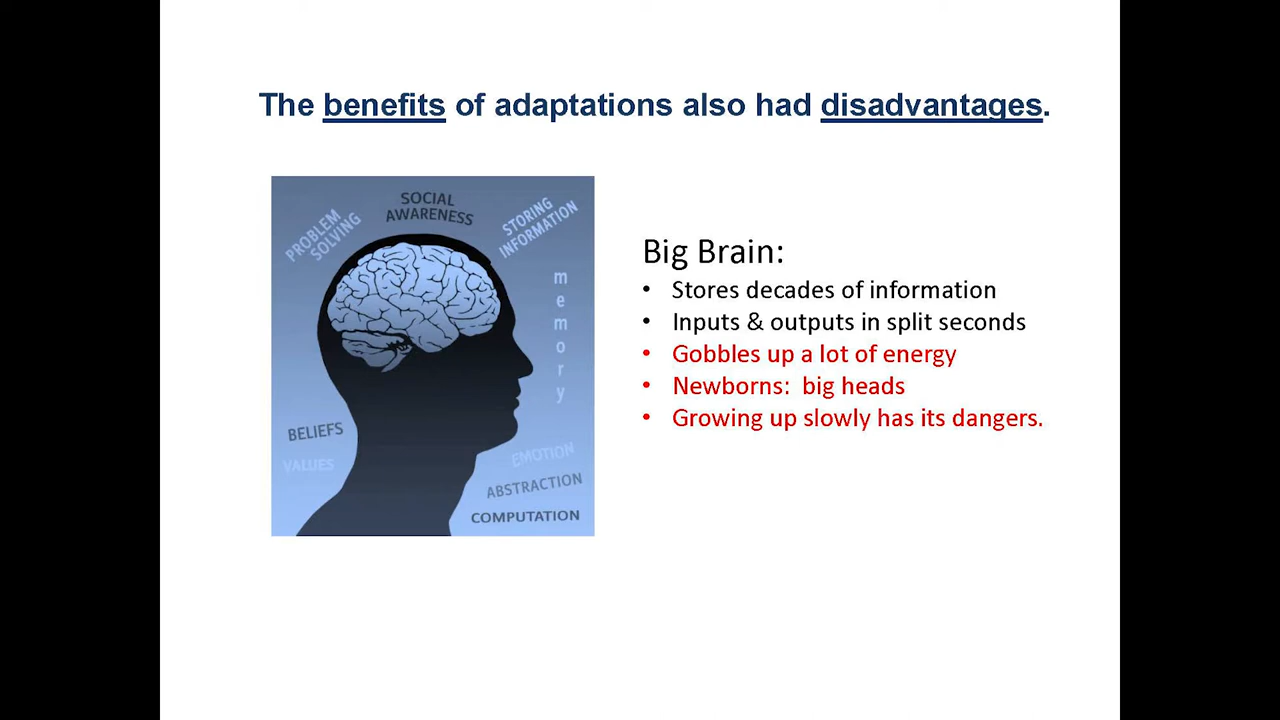 The benefits of adaptations also had disadvantages.
PROBLEM
SOLVING
SOCIAL
AWARENESS
STORING
INFORMATION
memory
BELIEFS
VALUES
EMOTION
ABSTRACTION
COMPUTATION
Big Brain:
• Stores decades of information
• Inputs & outputs in split seconds
• Gobbles up a lot of energy
• Newborns: big heads
• Growing up slowly has its dangers.